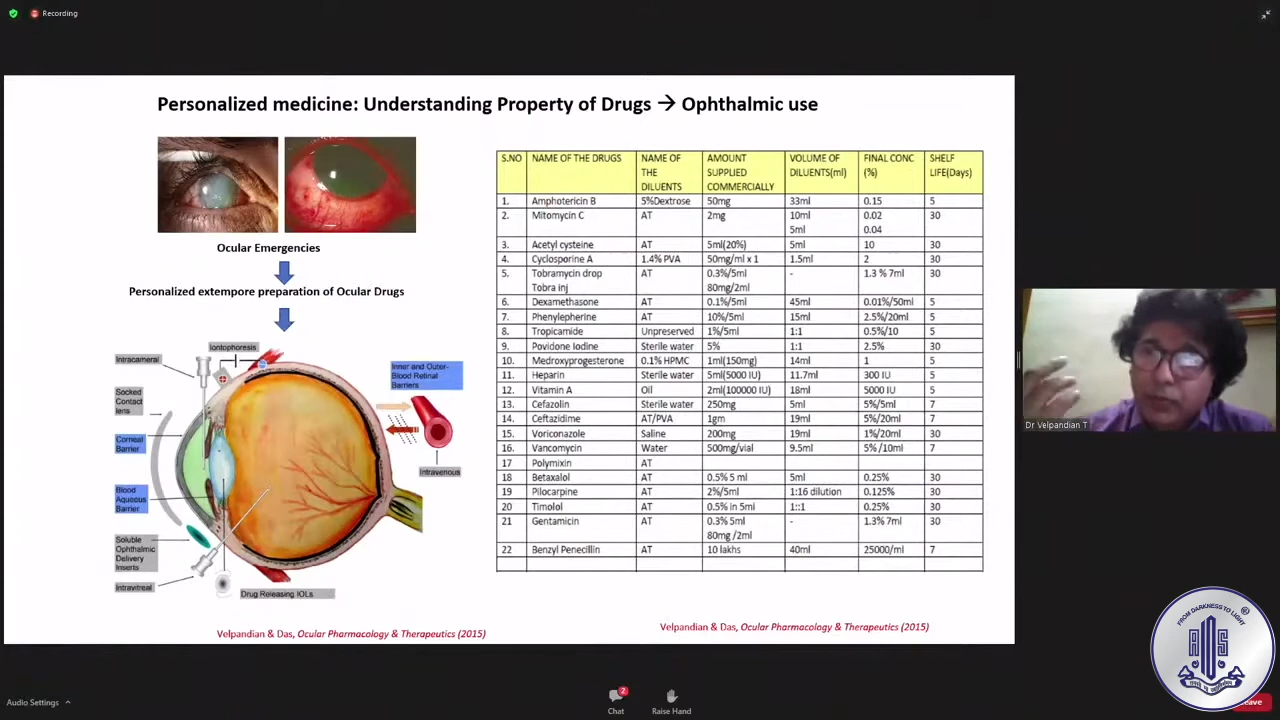 Recording
Personalized medicine: Understanding Property of Drugs → Ophthalmic use
Ocular Emergencies
Personalized extempore preparation of Ocular Drugs
Iontophoresis
Intracameral
Socked
Contact
lens
Corneal
Barrier
Blood
Aqueous
Barrier
Soluble
Ophthalmic
Delivery
Inserts
Intravitreal
Drug Releasing IOLs
Inner and Outer-
Blood Retinal
Barriers
Intravenous
Velpandian & Das, Ocular Pharmacology & Therapeutics (2015)
S.NO NAME OF THE DRUGS NAME OF THE DILUENTS AMOUNT SUPPLIED COMMERCIALLY VOLUME OF DILUENTS(ml) FINAL CONC (%) SHELF LIFE(Days)
1. Amphotericin B 5%Dextrose 50mg 33ml 0.15 5
2. Mitomycin C AT 2mg 10ml 0.02 30
5ml 0.04
3. Acetyl cysteine AT 5ml(20%) 5ml 10 30
4. Cyclosporine A 1.4% PVA 50mg/ml x 1 1.5ml 2 30
5. Tobramycin drop AT 0.3%/5ml - 1.3 % 7ml 30
Tobra inj 80mg/2ml
6. Dexamethasone AT 0.1%/5ml 45ml 0.01%/50ml 5
7. Phenylepherine AT 10%/5ml 15ml 2.5%/20ml 5
8. Tropicamide Unpreserved 1%/5ml 1:1 0.5%/10 5
9. Povidone Iodine Sterile water 5% 1:1 2.5% 30
10. Medroxyprogesterone 0.1% HPMC 1ml(150mg) 14ml 1 5
11. Heparin Sterile water 5ml(5000 IU) 11.7ml 300 IU 5
12. Vitamin A Oil 2ml(100000 IU) 18ml 5000 IU 5
13. Cefazolin Sterile water 250mg 5ml 5%/5ml 7
14. Ceftazidime AT/PVA 1gm 19ml 5%/20ml 7
15. Voriconazole Saline 200mg 19ml 1%/20ml 30
16. Vancomycin Water 500mg/vial 9.5ml 5% /10ml 7
17 Polymixin AT
18 Betaxalol AT 0.5% 5 ml 5ml 0.25% 30
19 Pilocarpine AT 2%/5ml 1:16 dilution 0.125% 30
20 Timolol AT 0.5% in 5ml 1::1 0.25% 30
21 Gentamicin AT 0.3% 5ml - 1.3% 7ml 30
80mg /2ml
22 Benzyl Penicillin AT 10 lakhs 40ml 25000/ml 7
Velpandian & Das, Ocular Pharmacology & Therapeutics (2015)
Dr Velpandian T
FROM DARKNESS TO LIGHT
Audio Settings
2
Chat
Raise Hand